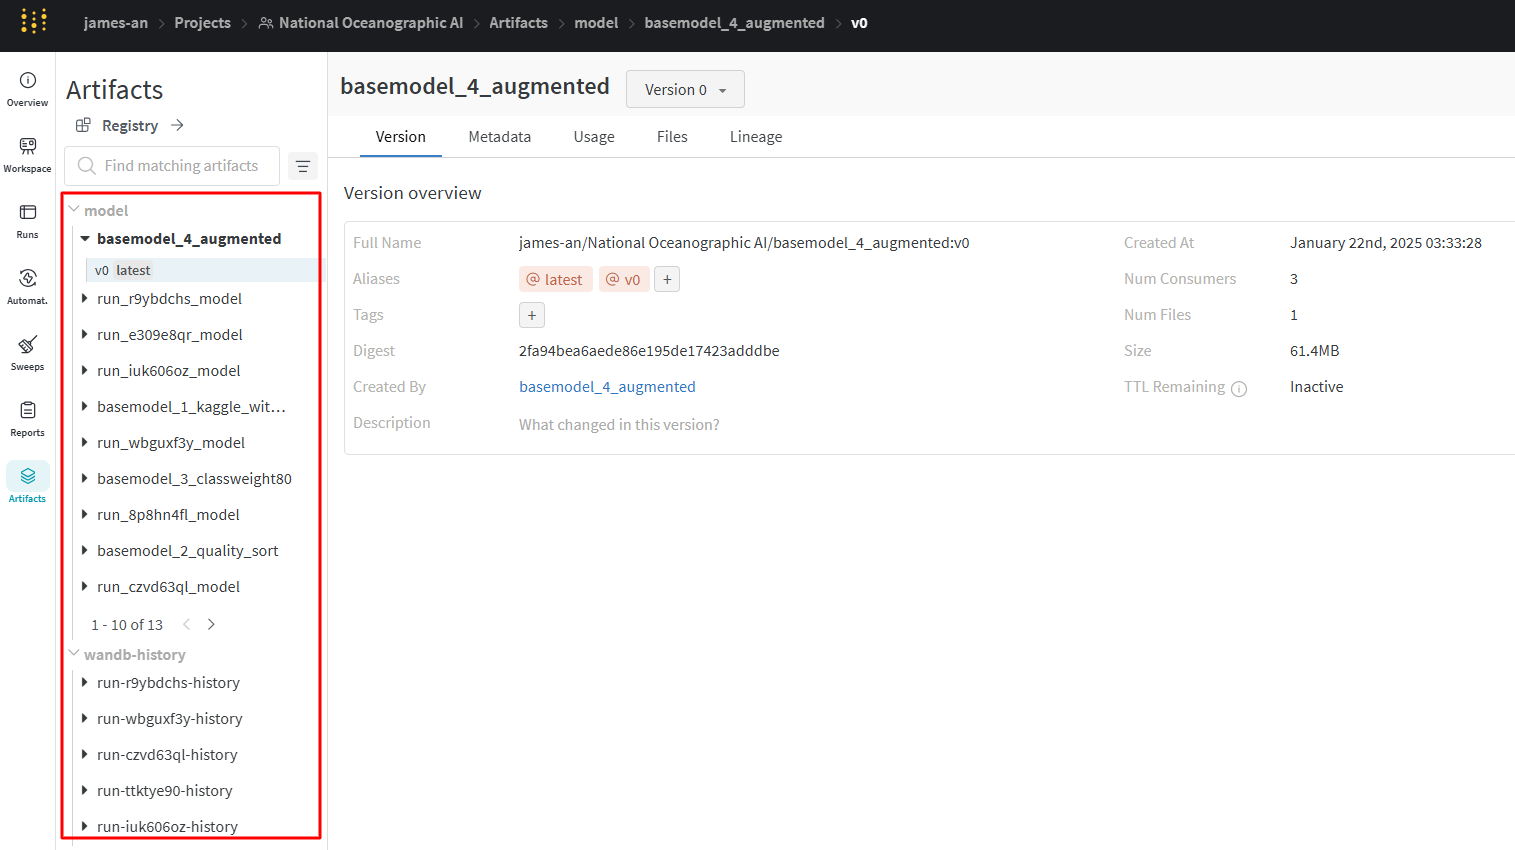 james-an > Projects > National Oceanographic AI > Artifacts > model > basemodel_4_augmented > v0
Overview
Workspace
Runs
Automat.
Sweeps
Reports
Artifacts
Artifacts
Registry →
Find matching artifacts
model
basemodel_4_augmented
v0 latest
run_r9ybdchs_model
run_e309e8qr_model
run_iuk606oz_model
basemodel_1_kaggle_wit...
run_wbguxf3y_model
basemodel_3_classweight80
run_8p8hn4fl_model
basemodel_2_quality_sort
run_czvd63ql_model
1 - 10 of 13 < >
wandb-history
run-r9ybdchs-history
run-wbguxf3y-history
run-czvd63ql-history
run-ttktye90-history
run-iuk606oz-history
basemodel_4_augmented Version 0
Version Metadata Usage Files Lineage
Version overview
Full Name james-an/National Oceanographic AI/basemodel_4_augmented:v0 Created At January 22nd, 2025 03:33:28
Aliases @ latest @ v0 + Num Consumers 3
Tags + Num Files 1
Digest 2fa94bea6aede86e195de17423adddbe Size 61.4MB
Created By basemodel_4_augmented TTL Remaining Inactive
Description What changed in this version?